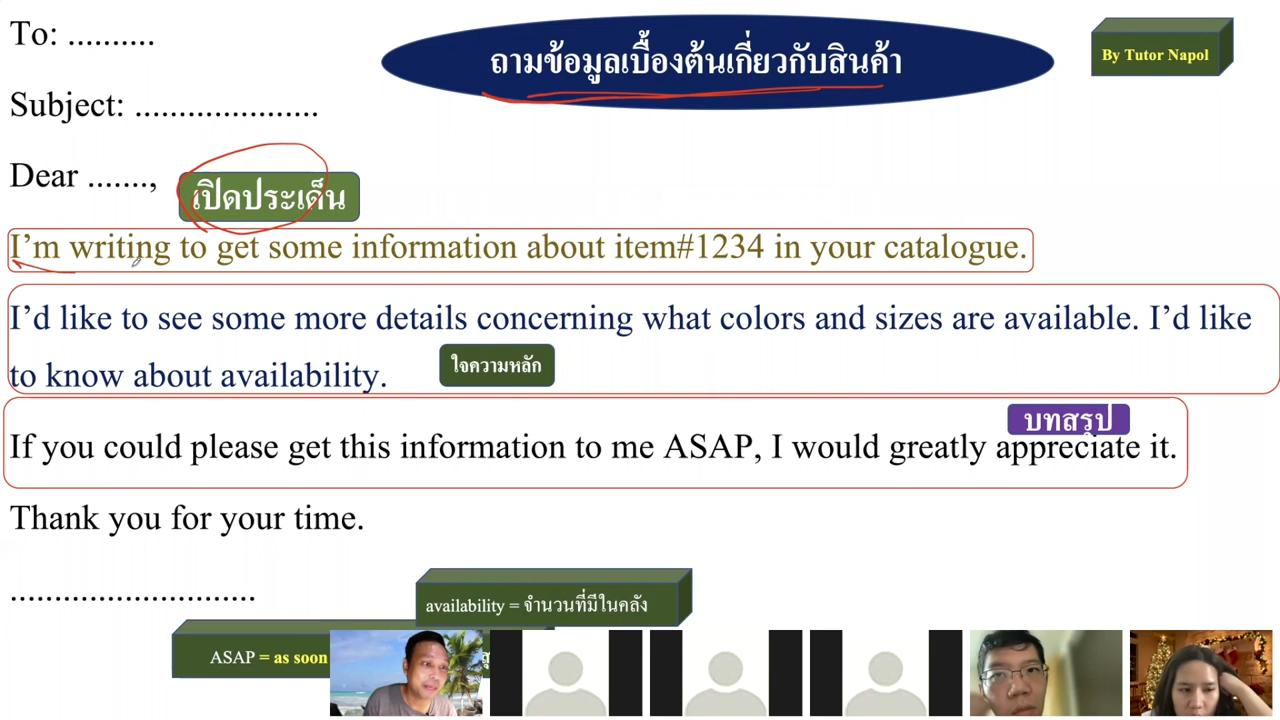 To: ..........
ถามข้อมูลเบื้องต้นเกี่ยวกับสินค้า
By Tutor Napol
Subject: .....................
Dear .......,
เปิดประเด็น
I'm writing to get some information about item#1234 in your catalogue.
I'd like to see some more details concerning what colors and sizes are available. I'd like
to know about availability.
ใจความหลัก
บทสรุป
If you could please get this information to me ASAP, I would greatly appreciate it.
Thank you for your time.
............................
availability = จำนวนที่มีในคลัง
ASAP = as soon